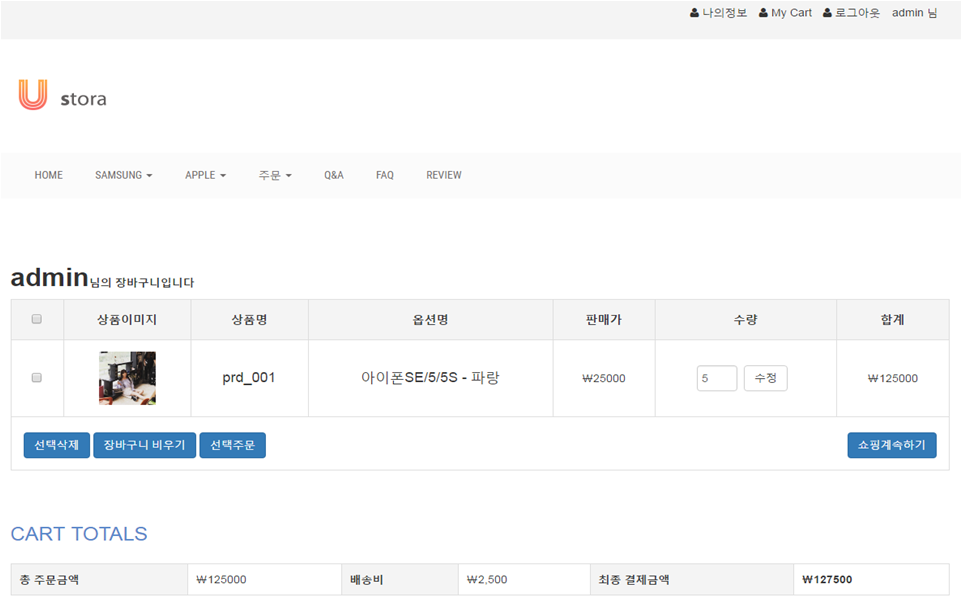 나의정보 My Cart 로그아웃 admin 님
U stora
HOME SAMSUNG APPLE 주문 Q&A FAQ REVIEW
admin님의 장바구니입니다
상품이미지 상품명 옵션명 판매가 수량 합계
prd_001 아이폰SE/5/5S - 파랑 ₩25000 5 수정 ₩125000
선택삭제 장바구니 비우기 선택주문 쇼핑계속하기
CART TOTALS
총 주문금액 ₩125000 배송비 ₩2,500 최종 결제금액 ₩127500